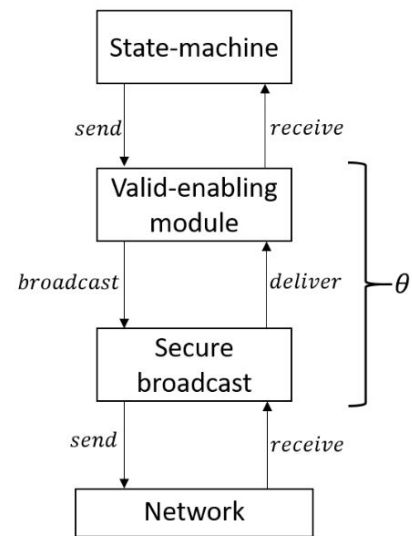 State-machine
send
receive
Valid-enabling
module
broadcast
deliver
θ
Secure
broadcast
send
receive
Network